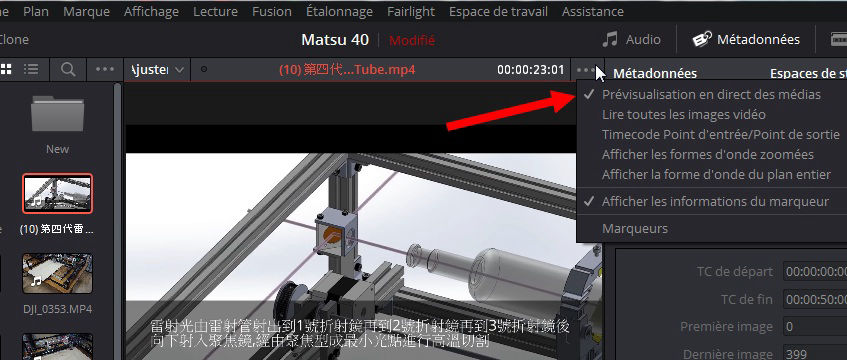 ne Plan Marque Affichage Lecture Fusion Étalonnage Fairlight Espace de travail Assistance
Clone
Matsu 40
Modifié
Audio
Métadonnées
Ajuster
(10) 第四代...Tube.mp4
00:00:23:01
Métadonnées
Espaces de st
Prévisualisation en direct des médias
Lire toutes les images vidéo
Timecode Point d'entrée/Point de sortie
Afficher les formes d'onde zoomées
Afficher la forme d'onde du plan entier
Afficher les informations du marqueur
Marqueurs
New
(10) 第四代雷...
DJI_0353.MP4
雷射光由雷射管射出到1號折射鏡再到2號折射鏡再到3號折射鏡後
向下射入聚焦鏡,經由聚焦型成最小光點進行高溫切割
TC de départ 00:00:00:00
TC de fin 00:00:50:00
Première image 0
Dernière image 399